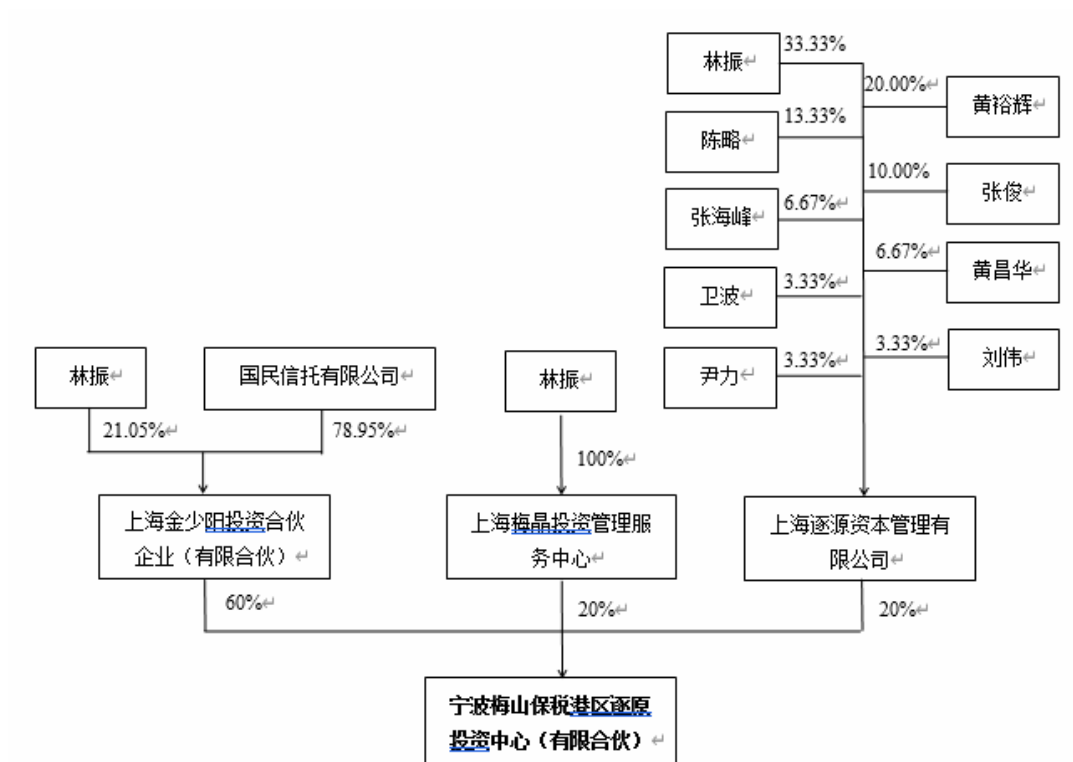 林振
33.33%
20.00%
黄裕辉
陈略
13.33%
10.00%
张俊
张海峰
6.67%
6.67%
黄昌华
卫波
3.33%
3.33%
刘伟
尹力
3.33%
林振
国民信托有限公司
林振
21.05%
78.95%
100%
上海金少阳投资合伙
企业（有限合伙）
上海梅晶投资管理服
务中心
上海逐源资本管理有
限公司
60%
20%
20%
宁波梅山保税港区逐原
投资中心（有限合伙）